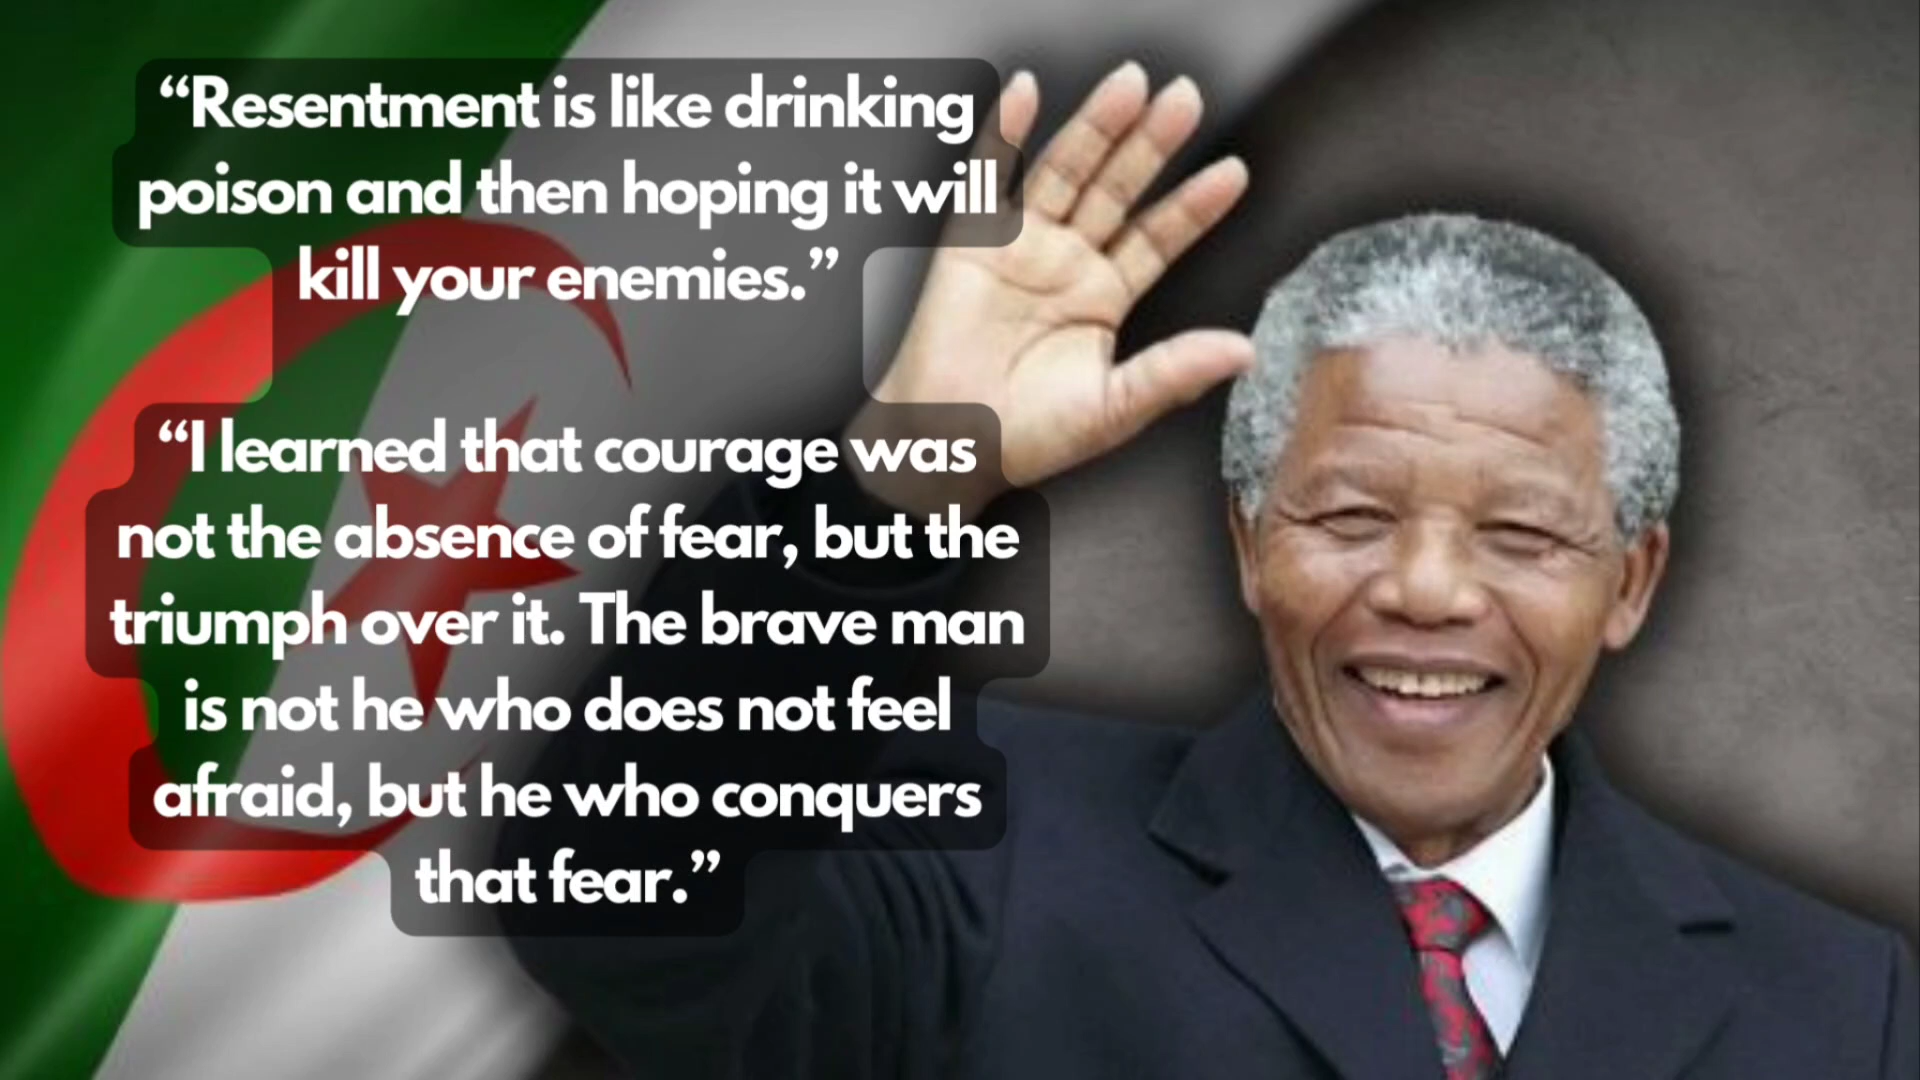 “Resentment is like drinking
poison and then hoping it will
kill your enemies.”
“I learned that courage was
not the absence of fear, but the
triumph over it. The brave man
is not he who does not feel
afraid, but he who conquers
that fear.”